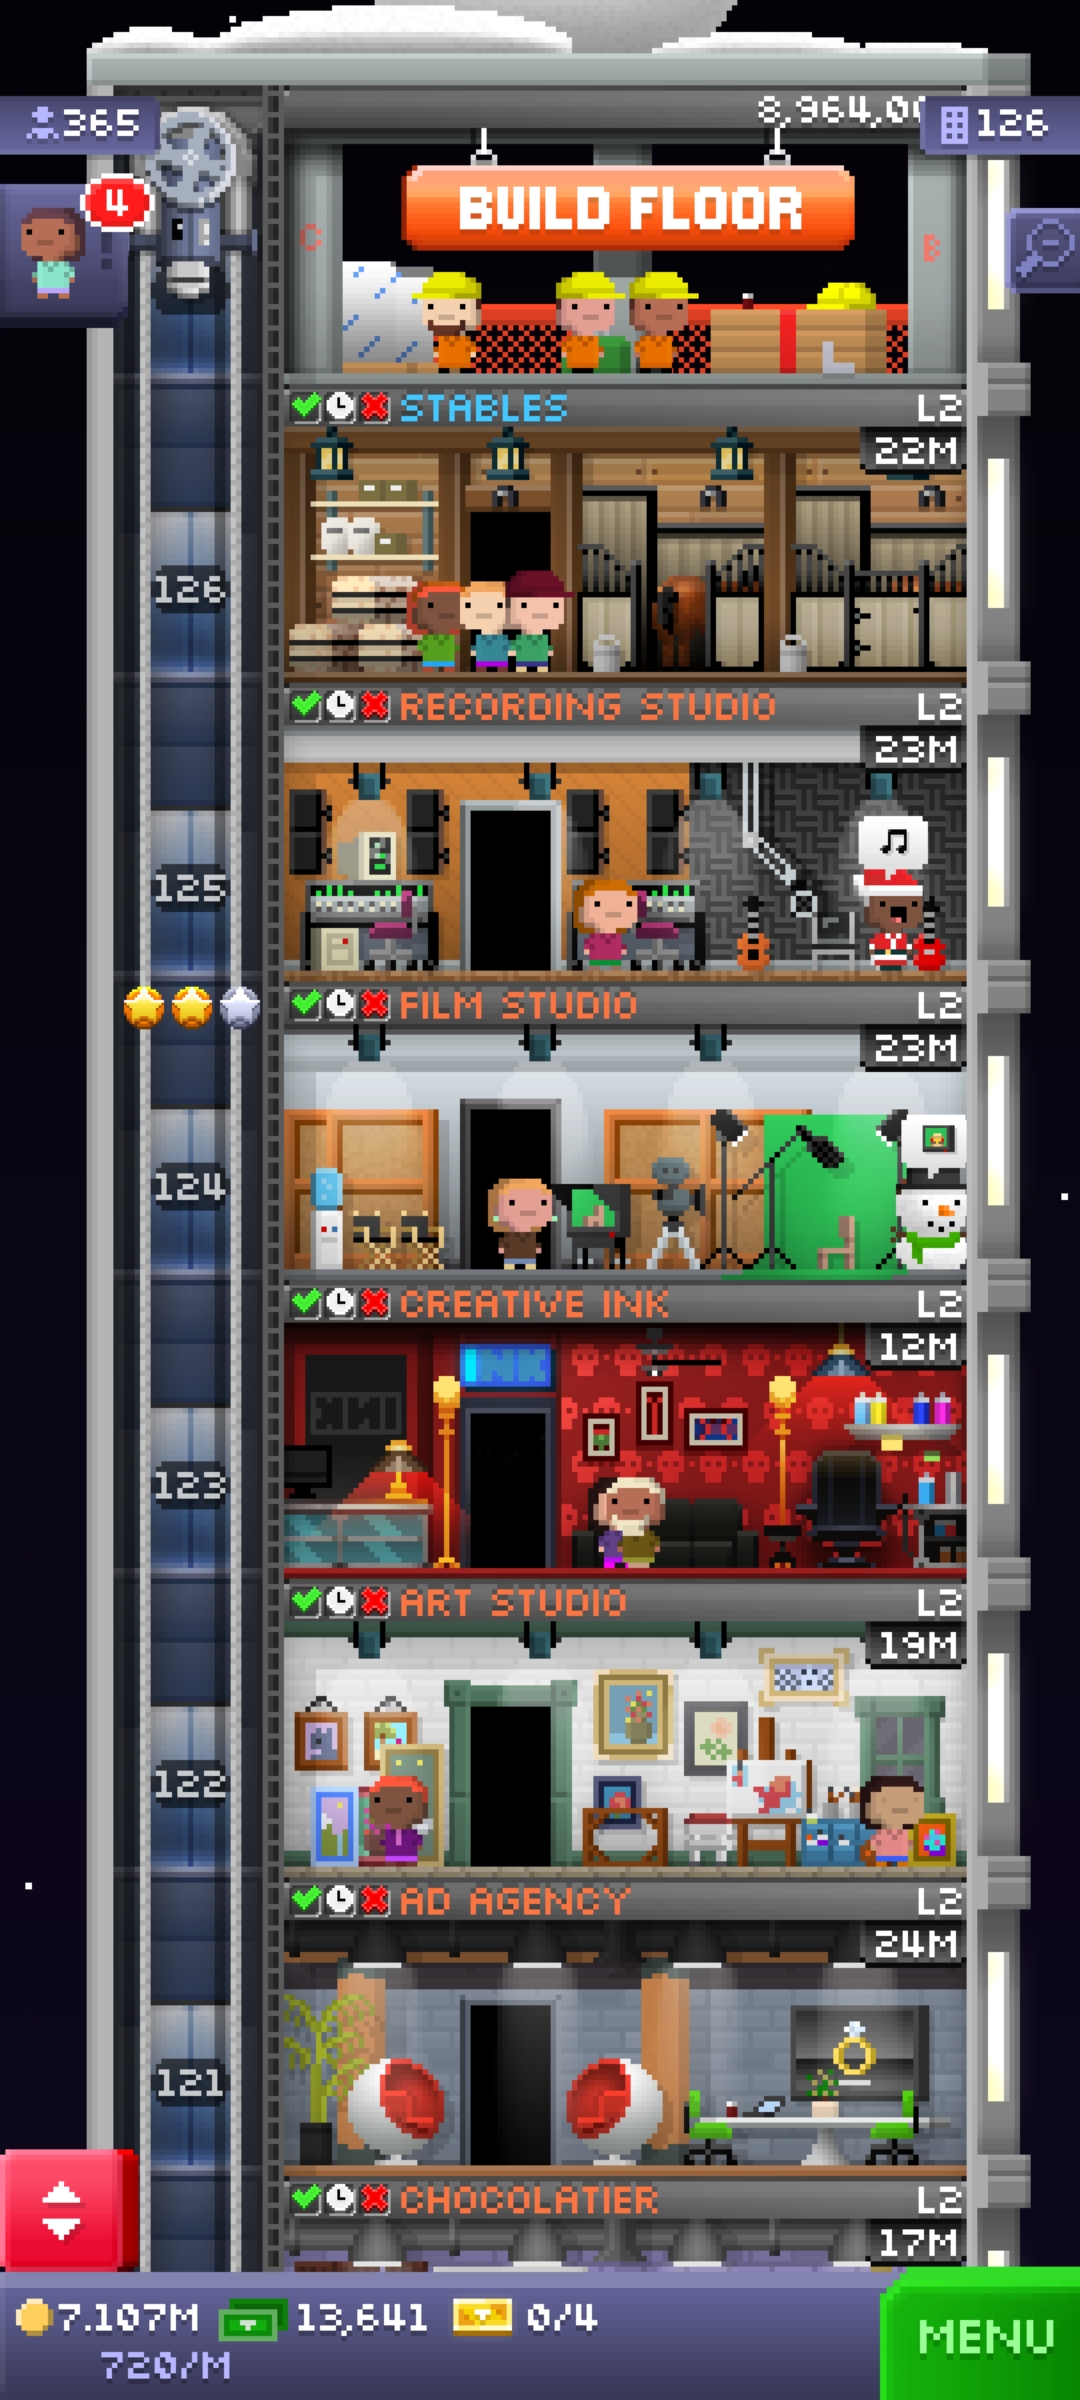 365
8,964,00
126
4
BUILD FLOOR
C
B
STABLES L2
22M
126
RECORDING STUDIO L2
23M
125
FILM STUDIO L2
23M
124
CREATIVE INK L2
12M
INK
123
ART STUDIO L2
19M
122
AD AGENCY L2
24M
121
CHOCOLATIER L2
17M
7.107M 13,641 0/4
720/M
MENU